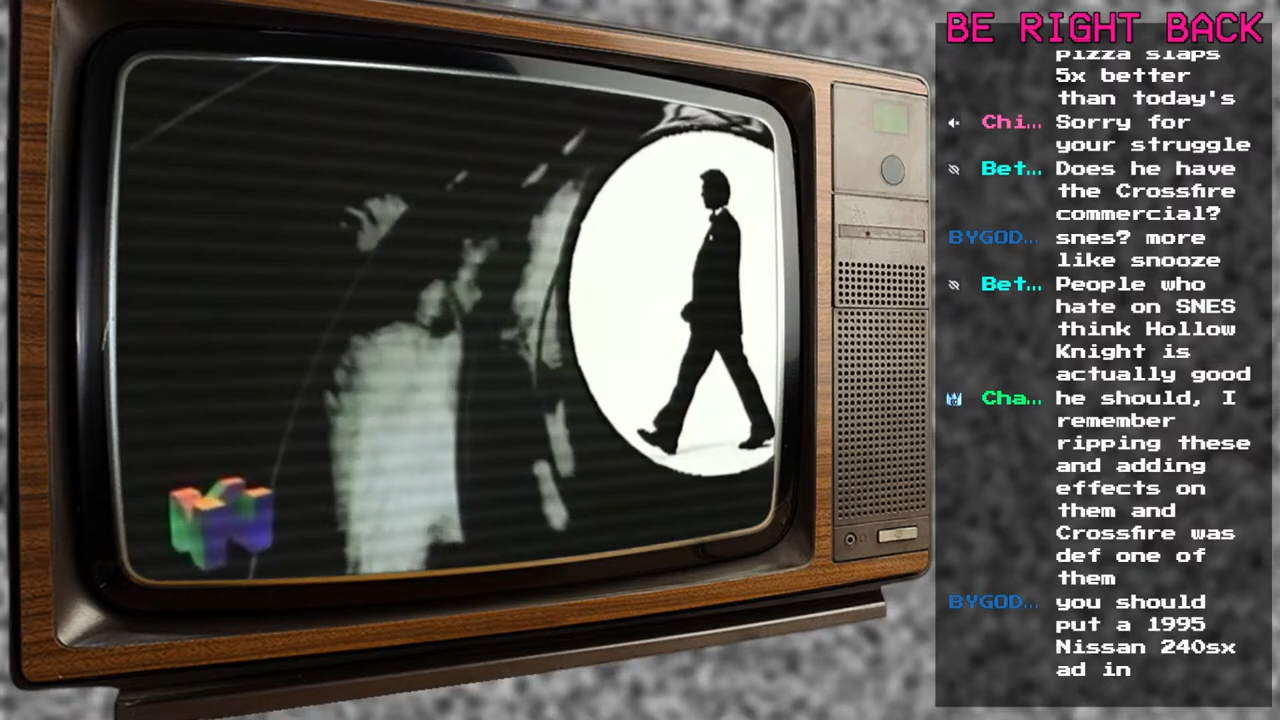 BE RIGHT BACK
pizza slaps
5x better
than today's
Chi... Sorry for
your struggle
Bet... Does he have
the Crossfire
commercial?
BYGOD... snes? more
like snooze
Bet... People who
hate on SNES
think Hollow
Knight is
actually good
Cha... he should, I
remember
ripping these
and adding
effects on
them and
Crossfire was
def one of
them
BYGOD... you should
put a 1995
Nissan 240sx
ad in